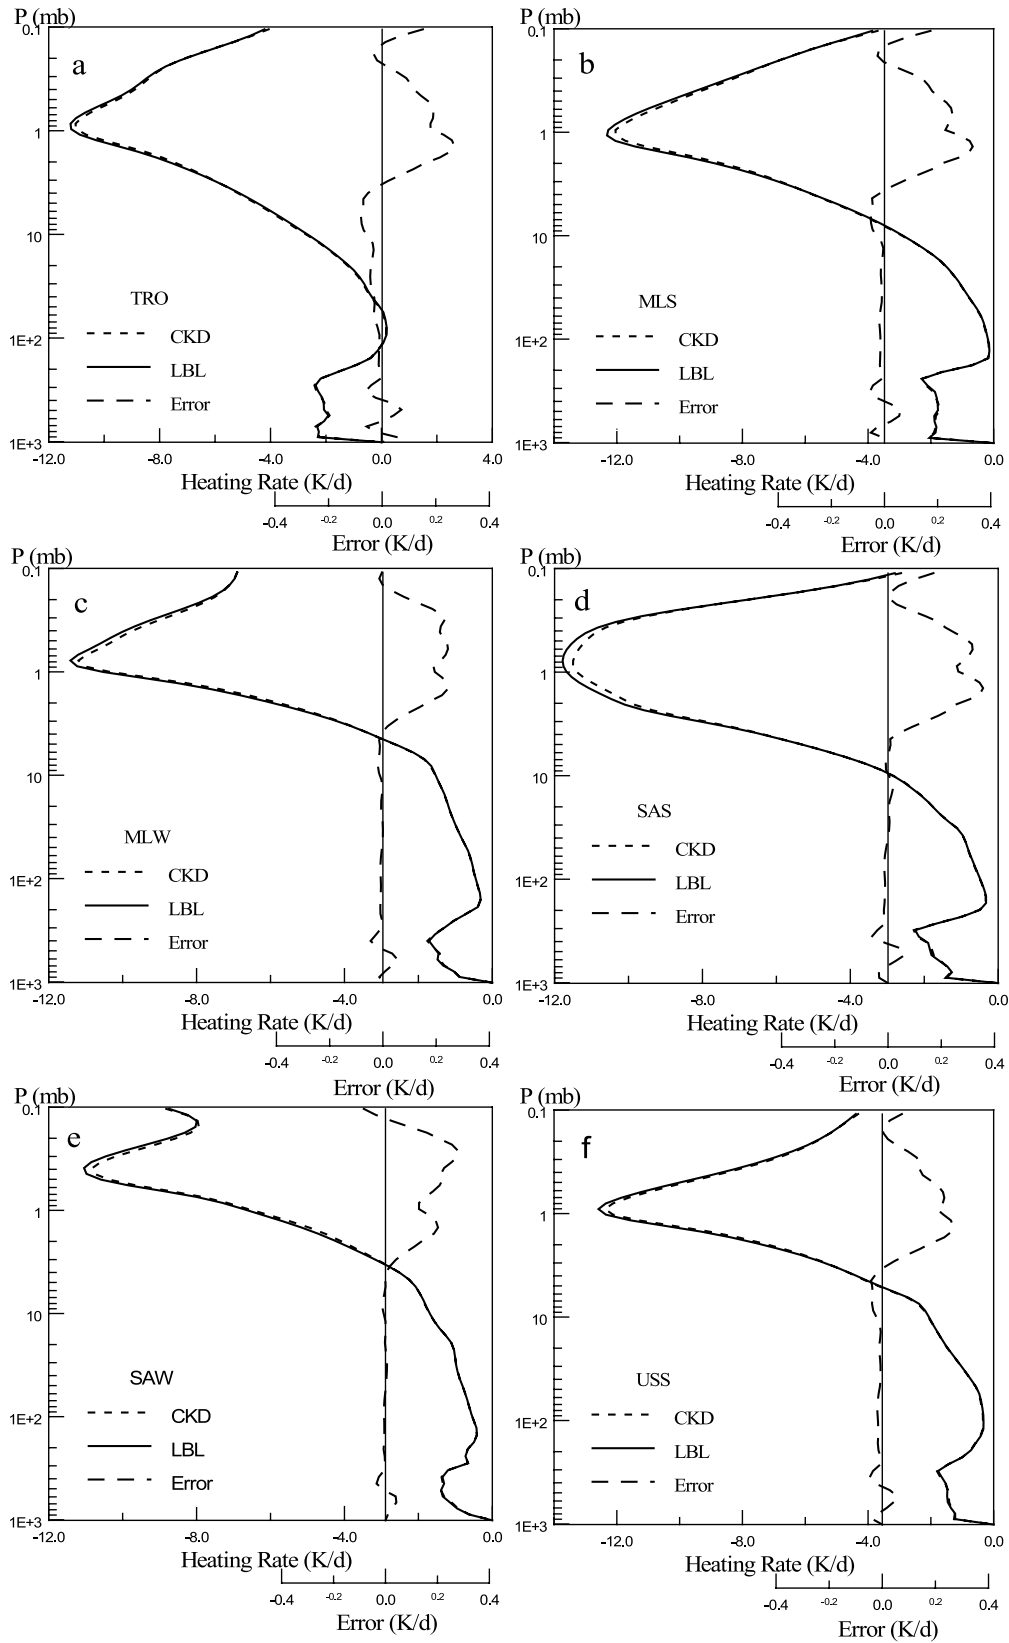 P (mb)
0.1
1
10
1E+2
1E+3
a
TRO
CKD
LBL
Error
-12.0 -8.0 -4.0 0.0 4.0
Heating Rate (K/d)
-0.4 -0.2 0.0 0.2 0.4
Error (K/d)
P (mb)
0.1
1
10
1E+2
1E+3
b
MLS
CKD
LBL
Error
-12.0 -8.0 -4.0 0.0
Heating Rate (K/d)
-0.4 -0.2 0.0 0.2 0.4
Error (K/d)
P (mb)
0.1
1
10
1E+2
1E+3
c
MLW
CKD
LBL
Error
-12.0 -8.0 -4.0 0.0
Heating Rate (K/d)
-0.4 -0.2 0.0 0.2 0.4
Error (K/d)
0.1
1
10
1E+2
1E+3
d
SAS
CKD
LBL
Error
-12.0 -8.0 -4.0 0.0
Heating Rate (K/d)
-0.4 -0.2 0.0 0.2 0.4
Error (K/d)
P (mb)
0.1
1
10
1E+2
1E+3
e
SAW
CKD
LBL
Error
-12.0 -8.0 -4.0 0.0
Heating Rate (K/d)
-0.4 -0.2 0.0 0.2 0.4
Error (K/d)
P (mb)
0.1
1
10
1E+2
1E+3
f
USS
CKD
LBL
Error
-12.0 -8.0 -4.0 0.0
Heating Rate (K/d)
-0.4 -0.2 0.0 0.2 0.4
Error (K/d)